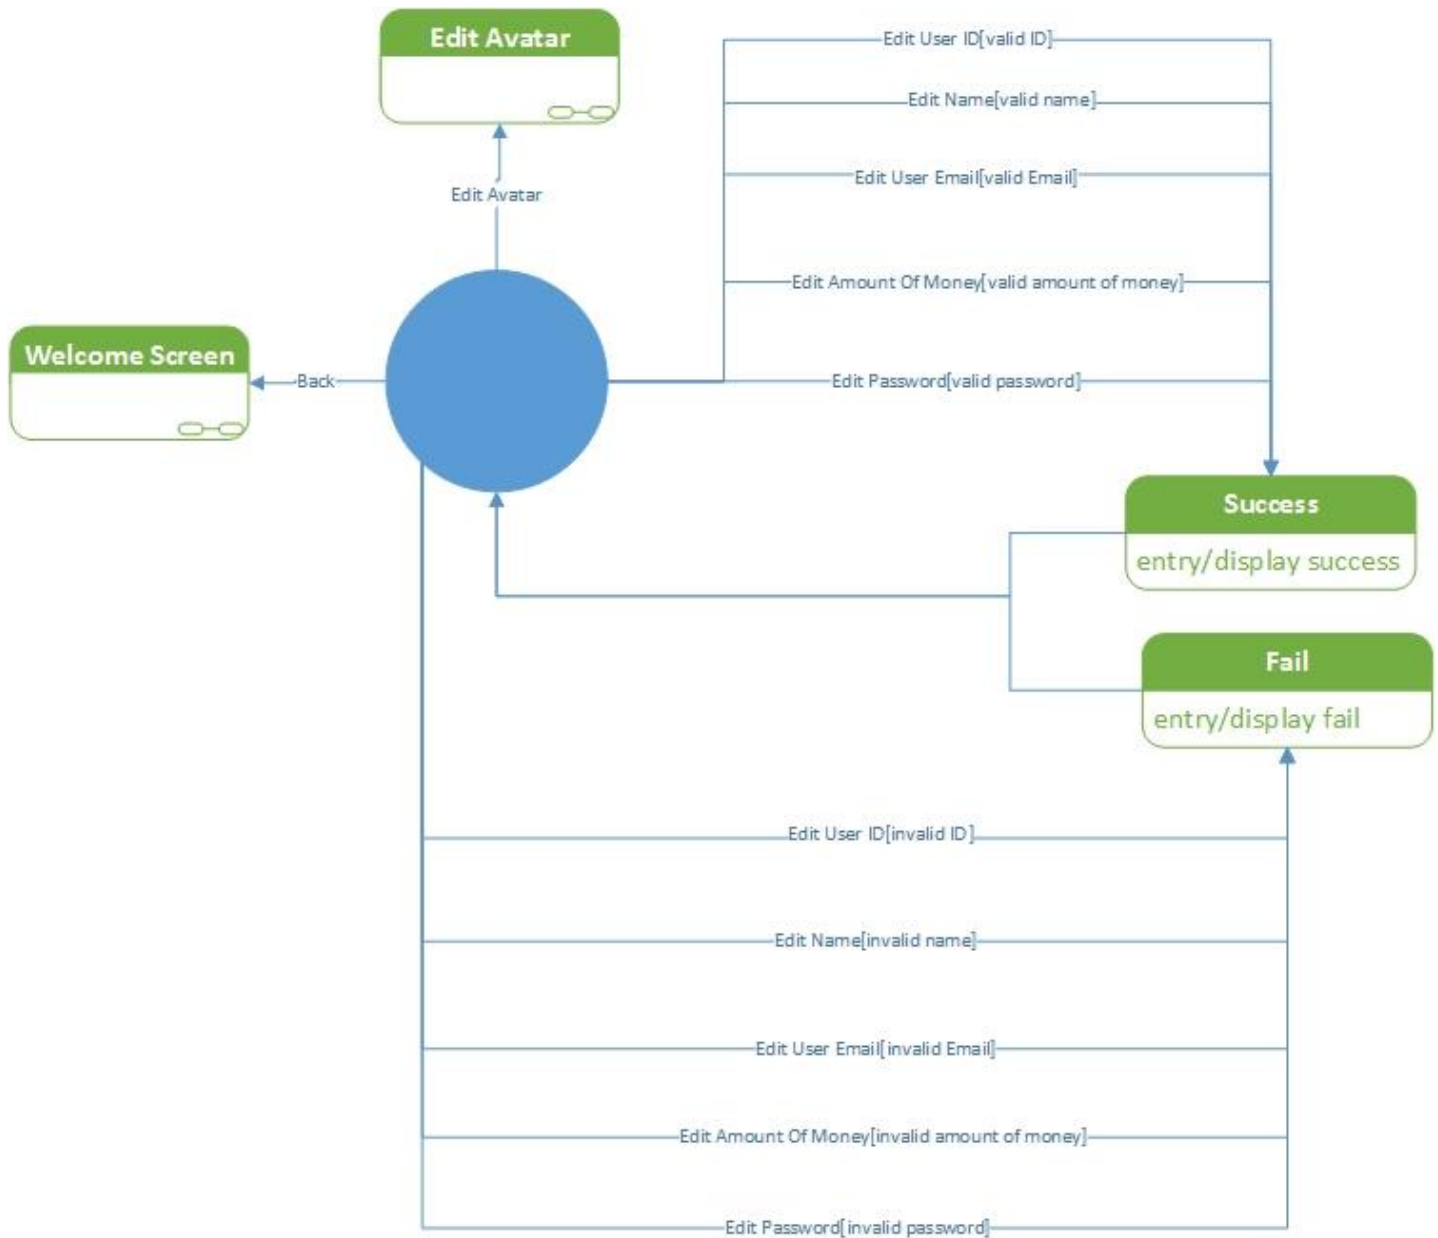 Edit Avatar
Edit User ID[valid ID]
Edit Name[valid name]
Edit User Email[valid Email]
Edit Avatar
Edit Amount Of Money[valid amount of money]
Welcome Screen
Back
Edit Password[valid password]
Success
entry/display success
Fail
entry/display fail
Edit User ID[invalid ID]
Edit Name[invalid name]
Edit User Email[invalid Email]
Edit Amount Of Money[invalid amount of money]
Edit Password[invalid password]